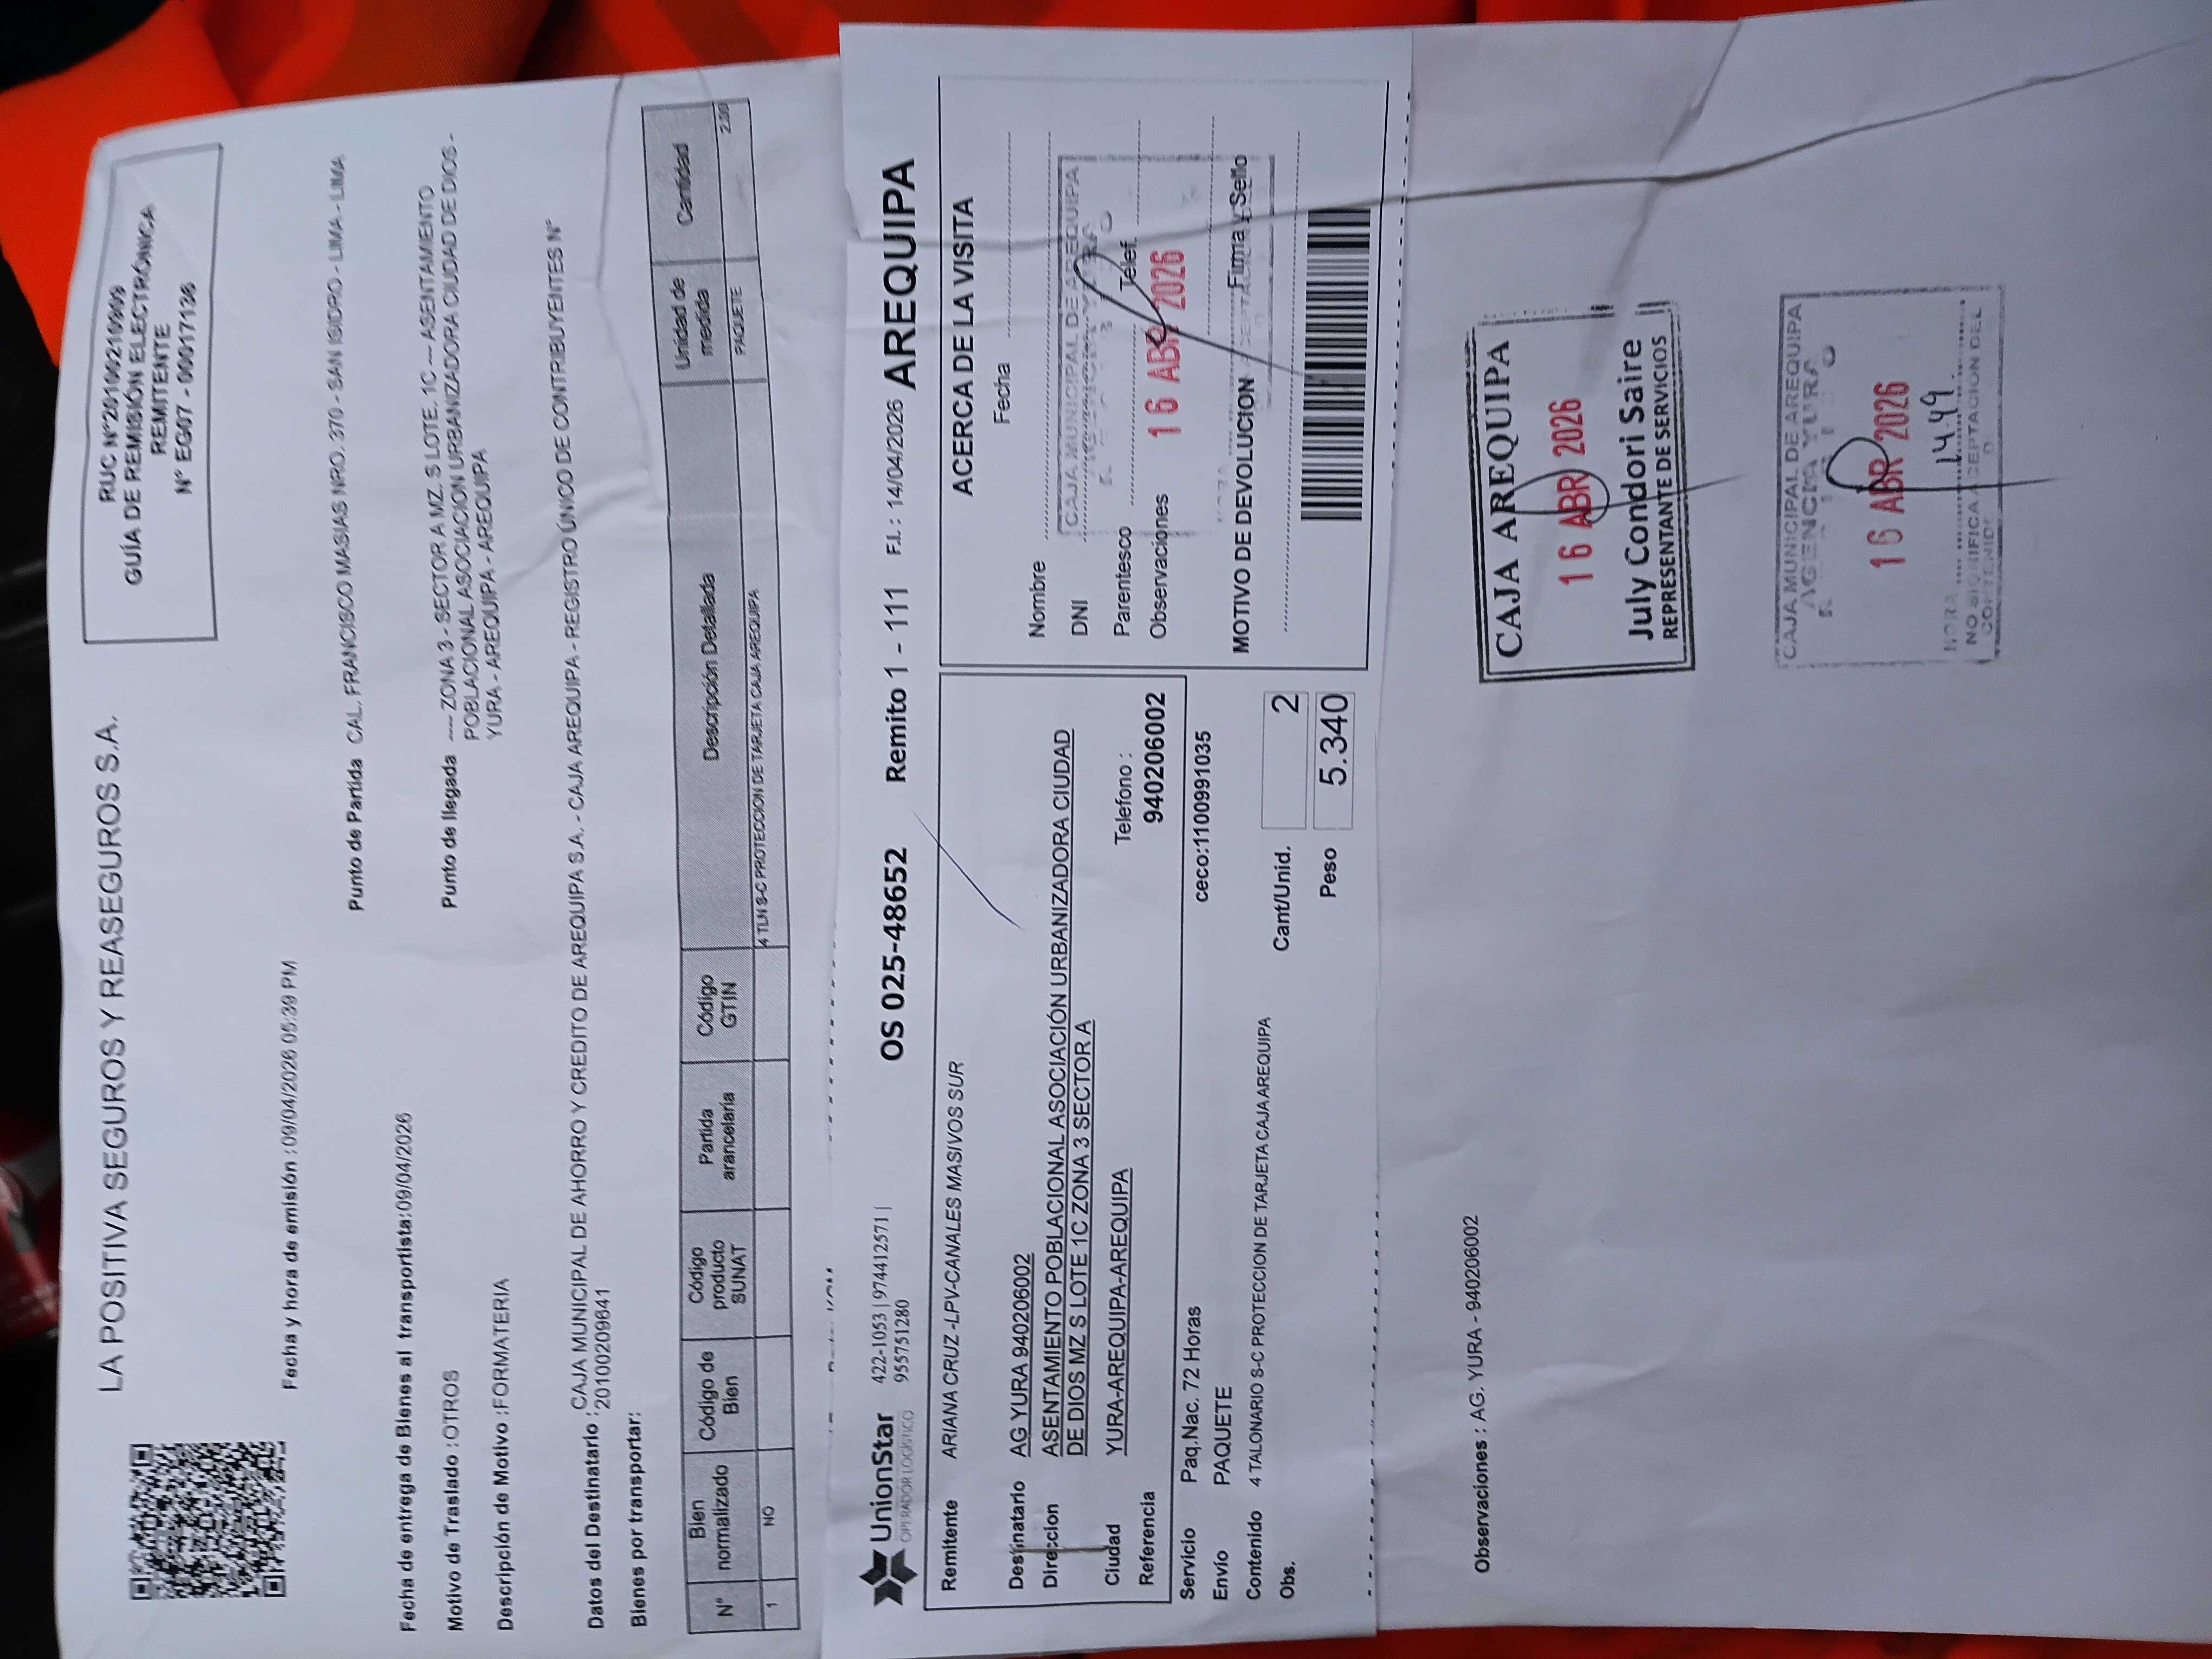 LA POSITIVA SEGUROS Y REASEGUROS S.A.
RUC N°20100210909
GUÍA DE REMISIÓN ELECTRÓNICA
REMITENTE
N° EG07 - 00017136
Fecha y hora de emisión : 09/04/2026 05:39 PM
Punto de Partida CAL. FRANCISCO MASIAS NRO. 370 - SAN ISIDRO - LIMA - LIMA
Fecha de entrega de Bienes al transportista:09/04/2026
Motivo de Traslado : OTROS
Punto de llegada ---- ZONA 3 - SECTOR A MZ. S LOTE. 1C --- ASENTAMIENTO
POBLACIONAL ASOCIACION URBANIZADORA CIUDAD DE DIOS -
YURA - AREQUIPA - AREQUIPA
Descripción de Motivo : FORMATERIA
Datos del Destinatario : CAJA MUNICIPAL DE AHORRO Y CREDITO DE AREQUIPA S.A. - CAJA AREQUIPA - REGISTRO ÚNICO DE CONTRIBUYENTES N°
20100209641
Bienes por transportar:
N° Bien normalizado Código de Bien Código producto SUNAT Partida arancelaria Código GTIN Descripción Detallada Unidad de medida Cantidad
1 NO 4 TLN S-C PROTECCION DE TARJETA CAJA AREQUIPA PAQUETE 2.00
UnionStar
OPERADOR LOGÍSTICO
422-1053 | 974412571 |
955751280
OS 025-48652 Remito 1 - 111 F.I.: 14/04/2026 AREQUIPA
Remitente ARIANA CRUZ -LPV-CANALES MASIVOS SUR
Destinatario AG YURA 940206002
Direccion ASENTAMIENTO POBLACIONAL ASOCIACIÓN URBANIZADORA CIUDAD
DE DIOS MZ S LOTE 1C ZONA 3 SECTOR A
Ciudad YURA-AREQUIPA-AREQUIPA
Telefono :
940206002
Referencia
Servicio Paq.Nac. 72 Horas
ceco:1100991035
Envío PAQUETE
Contenido 4 TALONARIO S-C PROTECCION DE TARJETA CAJA AREQUIPA
Obs.
Cant/Unid. 2
Peso 5.340
ACERCA DE LA VISITA
Fecha
Nombre
DNI
Parentesco Telef.
Observaciones
MOTIVO DE DEVOLUCION
Firma y Sello
CAJA MUNICIPAL DE AREQUIPA
16 ABR 2026
Observaciones : AG. YURA - 940206002
CAJA AREQUIPA
16 ABR 2026
July Condori Saire
REPRESENTANTE DE SERVICIOS
CAJA MUNICIPAL DE AREQUIPA
AGENCIA YURA
16 ABR 2026
HORA 14:49
NO SIGNIFICA ACEPTACION DEL
CONTENIDO